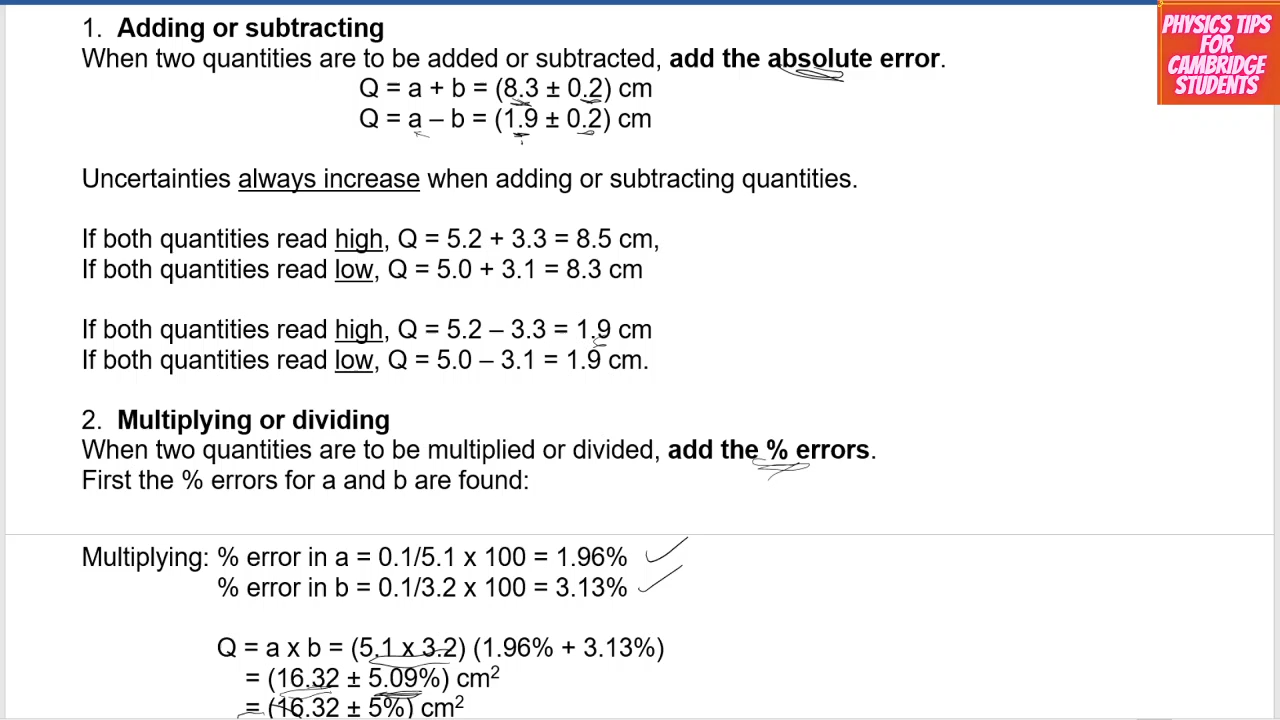 PHYSICS TIPS
FOR
CAMBRIDGE
STUDENTS
1. Adding or subtracting
When two quantities are to be added or subtracted, add the absolute error.
Q = a + b = (8.3 ± 0.2) cm
Q = a – b = (1.9 ± 0.2) cm
Uncertainties always increase when adding or subtracting quantities.
If both quantities read high, Q = 5.2 + 3.3 = 8.5 cm,
If both quantities read low, Q = 5.0 + 3.1 = 8.3 cm
If both quantities read high, Q = 5.2 – 3.3 = 1.9 cm
If both quantities read low, Q = 5.0 – 3.1 = 1.9 cm.
2. Multiplying or dividing
When two quantities are to be multiplied or divided, add the % errors.
First the % errors for a and b are found:
Multiplying: % error in a = 0.1/5.1 x 100 = 1.96%
% error in b = 0.1/3.2 x 100 = 3.13%
Q = a x b = (5.1 x 3.2) (1.96% + 3.13%)
= (16.32 ± 5.09%) cm²
= (16.32 ± 5%) cm²